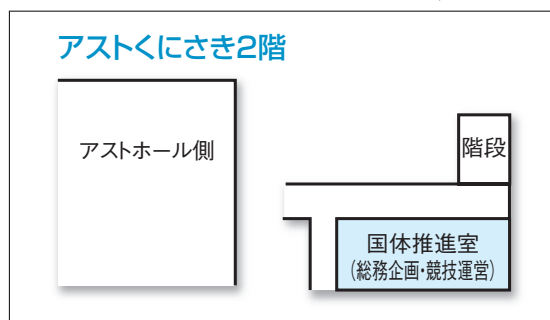 アストくにさき2階
アストホール側
階段
国体推進室
(総務企画・競技運営)